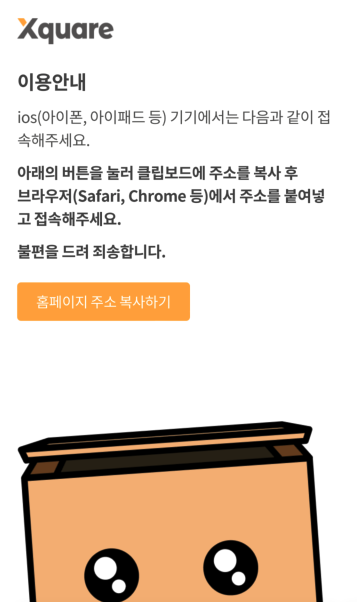 Xquare
이용안내
ios(아이폰, 아이패드 등) 기기에서는 다음과 같이 접
속해주세요.
아래의 버튼을 눌러 클립보드에 주소를 복사 후
브라우저(Safari, Chrome 등)에서 주소를 붙여넣
고 접속해주세요.
불편을 드려 죄송합니다.
홈페이지 주소 복사하기